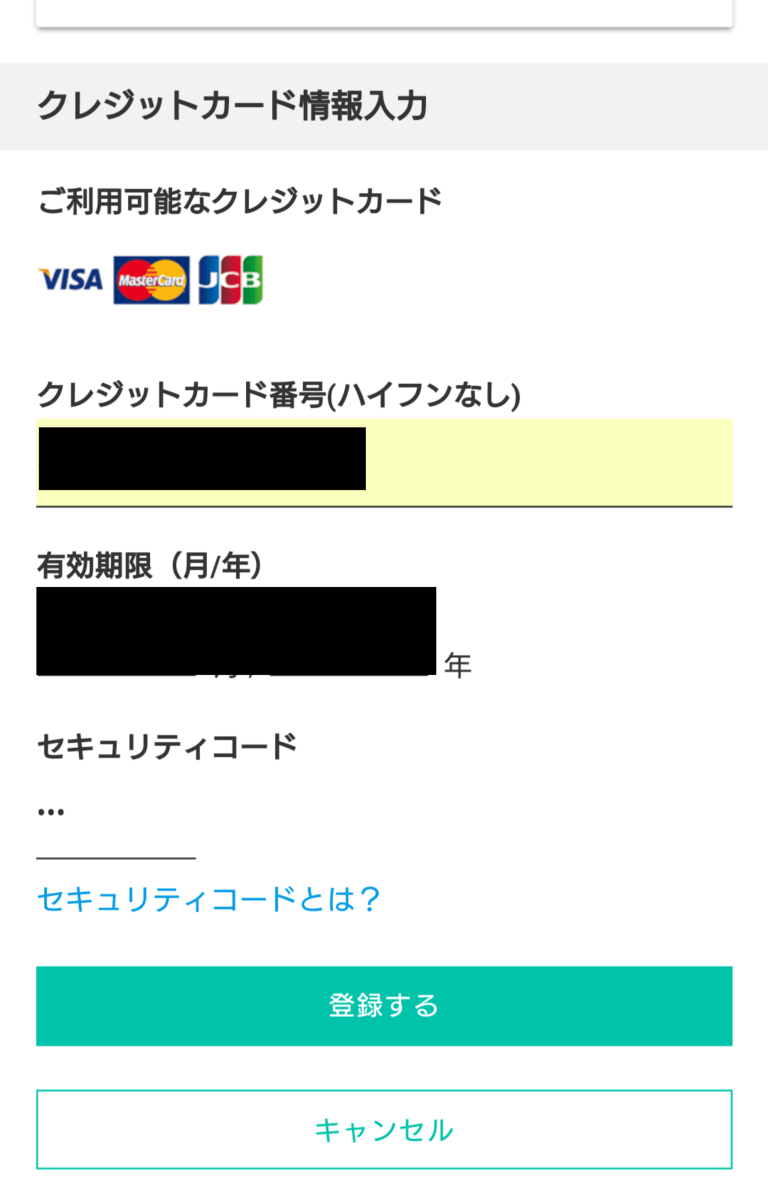 クレジットカード情報入力
ご利用可能なクレジットカード
VISA MasterCard JCB
クレジットカード番号(ハイフンなし)
有効期限（月/年）
年
セキュリティコード
•••
セキュリティコードとは？
登録する
キャンセル